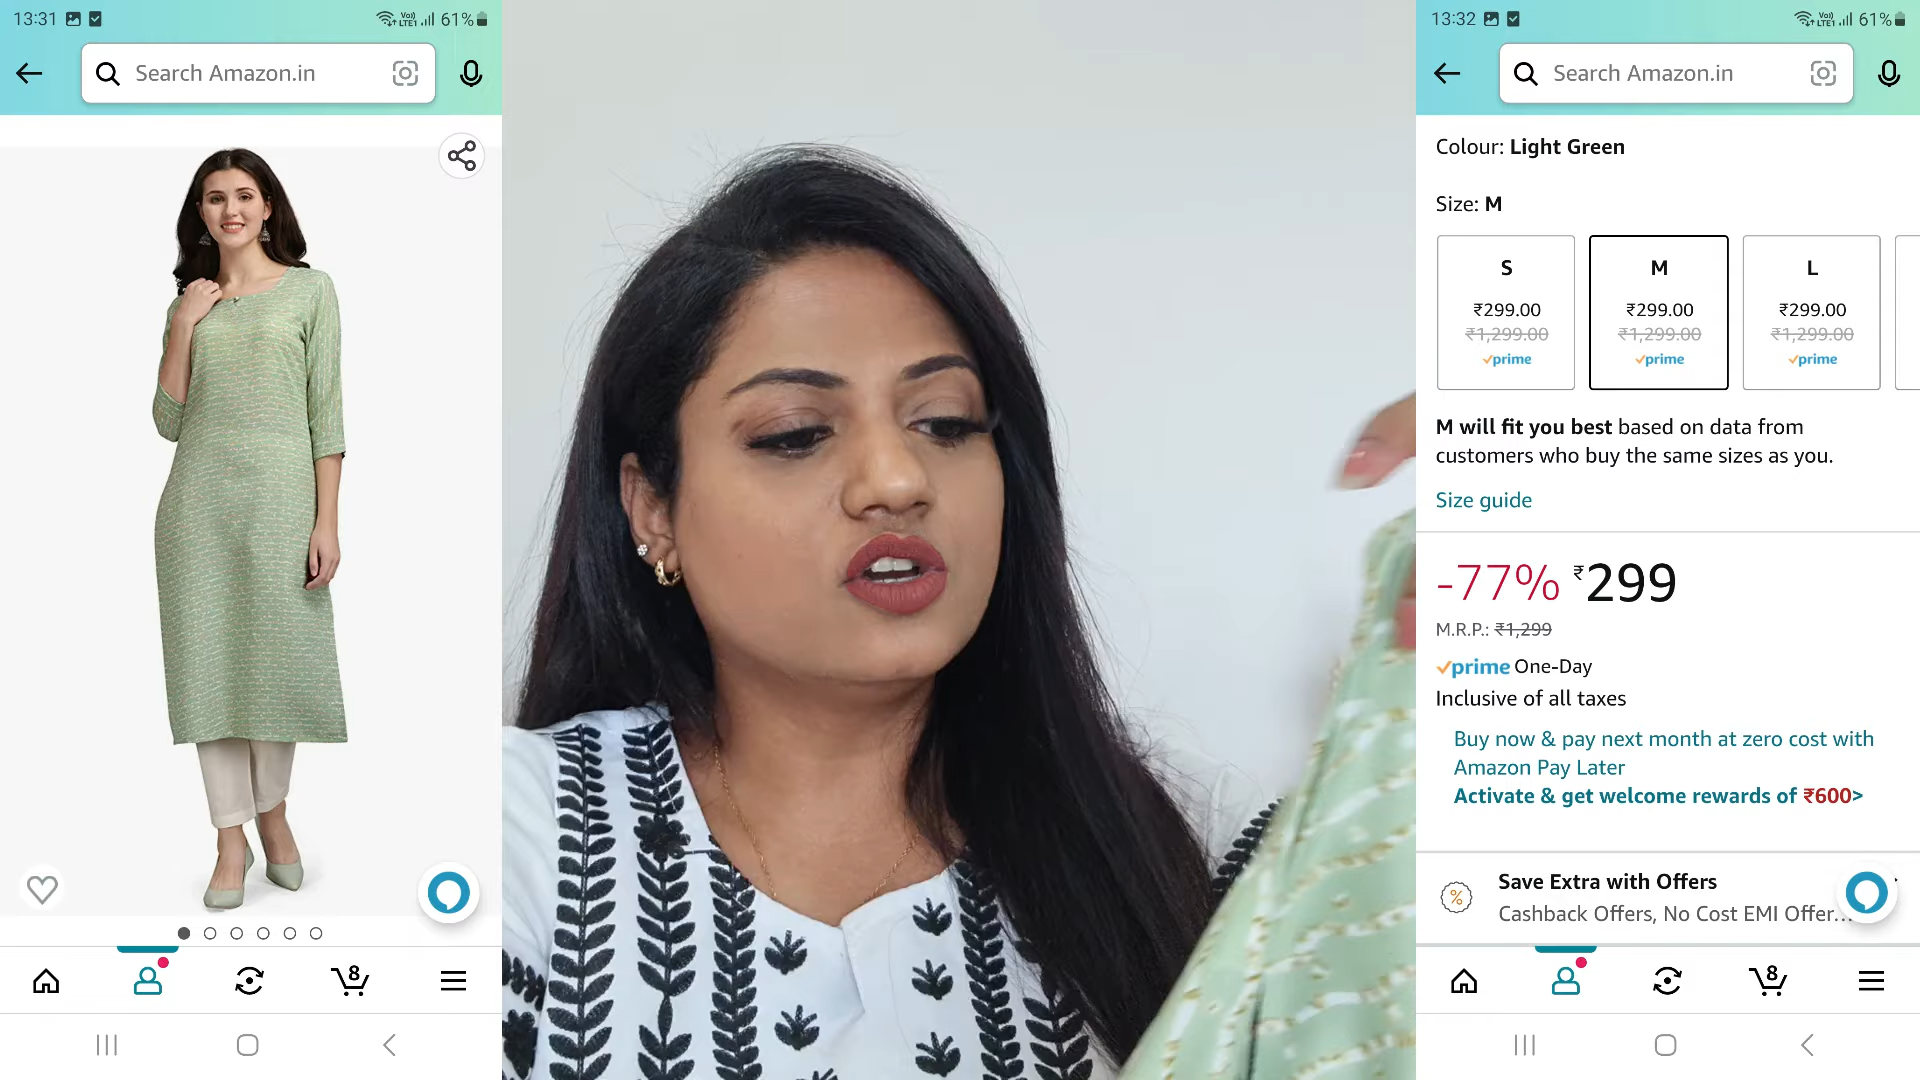 13:31
Vo)) LTE1 61%
Search Amazon.in
8
13:32
Vo)) LTE1 61%
Search Amazon.in
Colour: Light Green
Size: M
S
₹299.00
₹1,299.00
prime
M
₹299.00
₹1,299.00
prime
L
₹299.00
₹1,299.00
prime
M will fit you best based on data from
customers who buy the same sizes as you.
Size guide
-77% ₹299
M.R.P.: ₹1,299
prime One-Day
Inclusive of all taxes
Buy now & pay next month at zero cost with
Amazon Pay Later
Activate & get welcome rewards of ₹600>
%
Save Extra with Offers
Cashback Offers, No Cost EMI Offer...
8